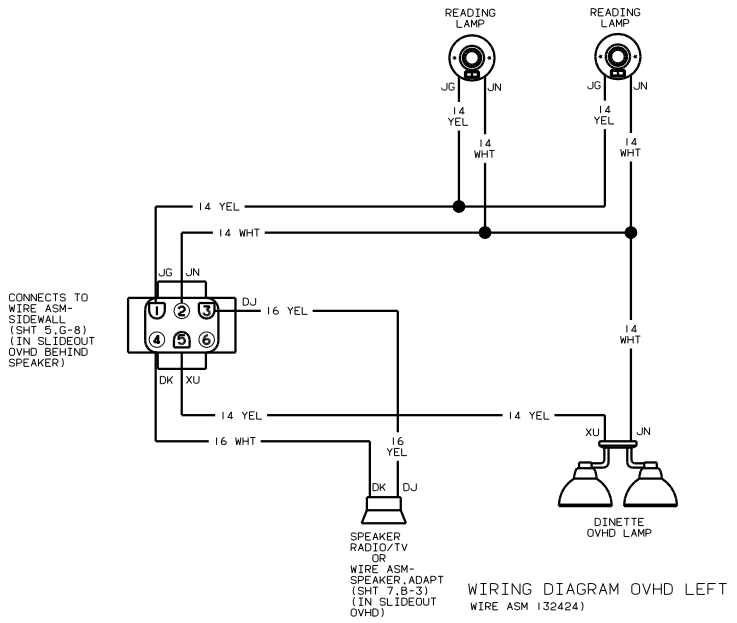 READING
LAMP
READING
LAMP
JG
JN
JG
JN
14
YEL
14
WHT
14
YEL
14
WHT
14 YEL
14 WHT
JG JN
CONNECTS TO
WIRE ASM-
SIDEWALL
(SHT 5,G-8)
(IN SLIDEOUT
OVHD BEHIND
SPEAKER)
1 2 3
4 5 6
DJ
16 YEL
DK XU
14
WHT
14 YEL
14 YEL
16 WHT
16
YEL
XU
JN
DK DJ
DINETTE
OVHD LAMP
SPEAKER
RADIO/TV
OR
WIRE ASM-
SPEAKER,ADAPT
(SHT 7,B-3)
(IN SLIDEOUT
OVHD)
WIRING DIAGRAM OVHD LEFT
WIRE ASM 132424)